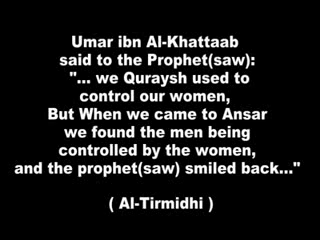 Umar ibn Al-Khattaab
said to the Prophet(saw):
"... we Quraysh used to
control our women,
But When we came to Ansar
we found the men being
controlled by the women,
and the prophet(saw) smiled back..."
( Al-Tirmidhi )